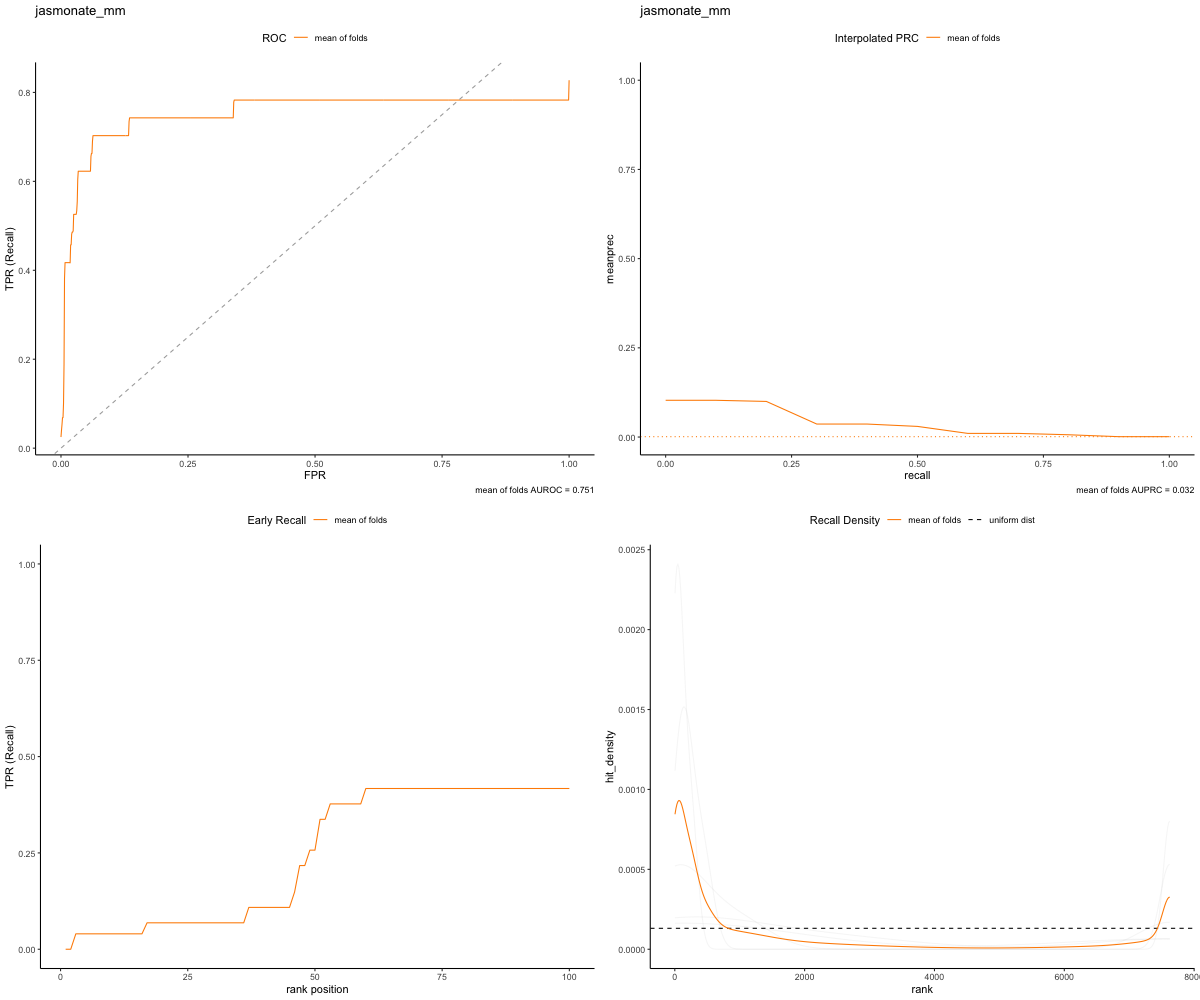 jasmonate_mm
ROC mean of folds
TPR (Recall)
0.8
0.6
0.4
0.2
0.0
0.00 0.25 0.50 0.75 1.00
FPR
mean of folds AUROC = 0.751
jasmonate_mm
Interpolated PRC mean of folds
meanprec
1.00
0.75
0.50
0.25
0.00
0.00 0.25 0.50 0.75 1.00
recall
mean of folds AUPRC = 0.032
Early Recall mean of folds
TPR (Recall)
1.00
0.75
0.50
0.25
0.00
0 25 50 75 100
rank position
Recall Density mean of folds uniform dist
hit_density
0.0025
0.0020
0.0015
0.0010
0.0005
0.0000
0 2000 4000 6000 8000
rank